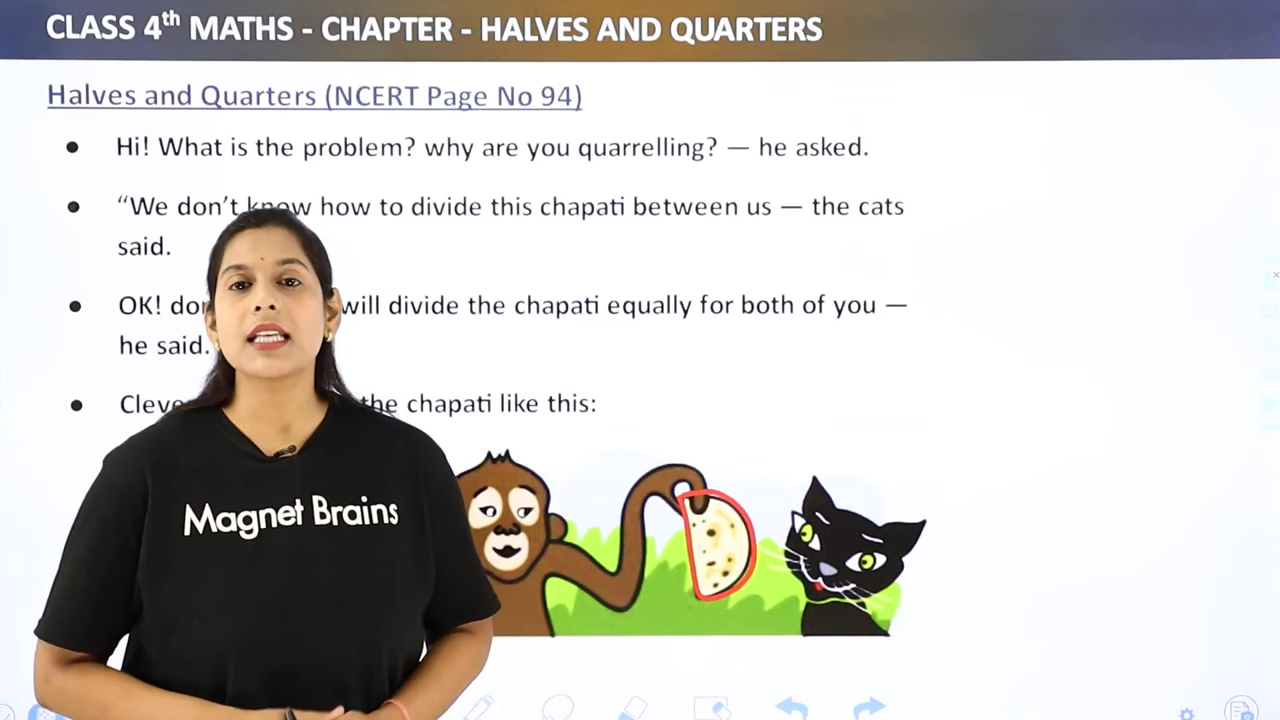 CLASS 4th MATHS - CHAPTER - HALVES AND QUARTERS
Halves and Quarters (NCERT Page No 94)
• Hi! What is the problem? why are you quarrelling? — he asked.
• “We don’t know how to divide this chapati between us — the cats
said.
• OK! will divide the chapati equally for both of you —
he said.
• the chapati like this:
Magnet Brains